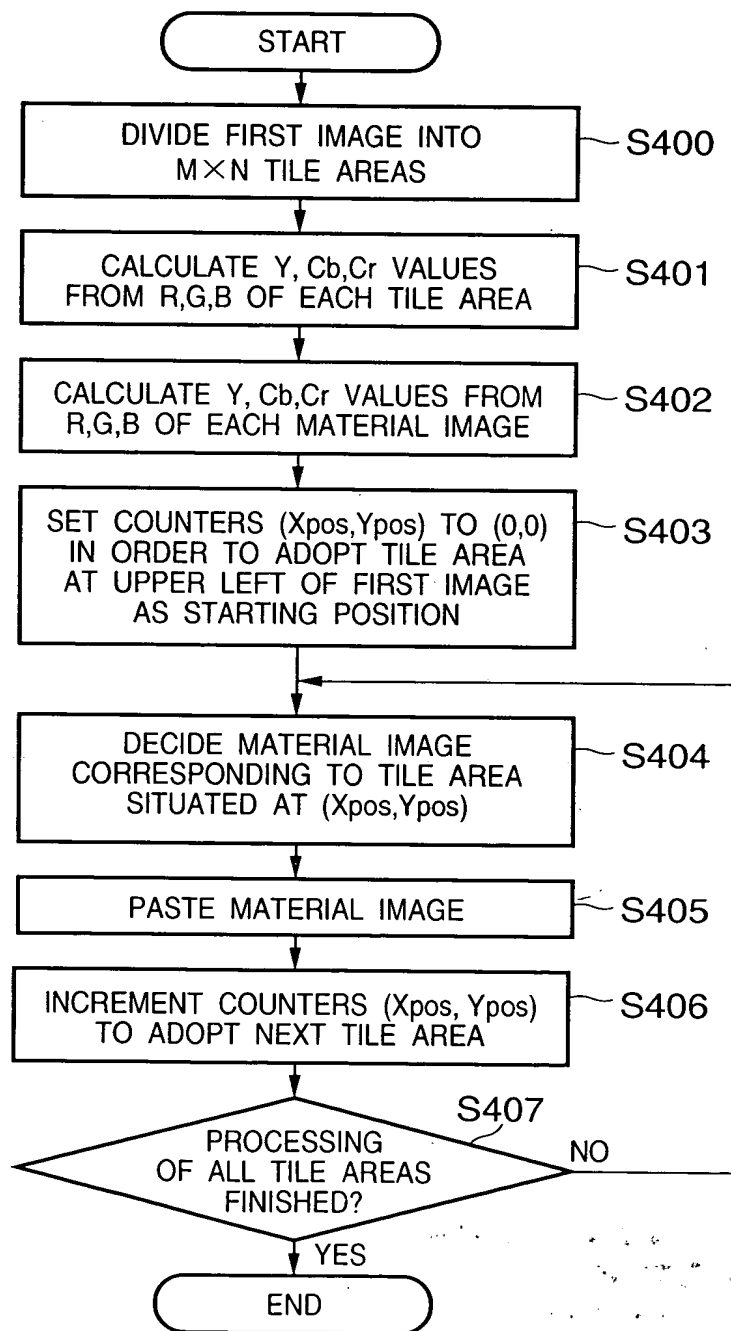 START
DIVIDE FIRST IMAGE INTO
M×N TILE AREAS
S400
CALCULATE Y, Cb,Cr VALUES
FROM R,G,B OF EACH TILE AREA
S401
CALCULATE Y, Cb,Cr VALUES FROM
R,G,B OF EACH MATERIAL IMAGE
S402
SET COUNTERS (Xpos,Ypos) TO (0,0)
IN ORDER TO ADOPT TILE AREA
AT UPPER LEFT OF FIRST IMAGE
AS STARTING POSITION
S403
DECIDE MATERIAL IMAGE
CORRESPONDING TO TILE AREA
SITUATED AT (Xpos,Ypos)
S404
PASTE MATERIAL IMAGE
S405
INCREMENT COUNTERS (Xpos, Ypos)
TO ADOPT NEXT TILE AREA
S406
S407
PROCESSING
OF ALL TILE AREAS
FINISHED?
NO
YES
END